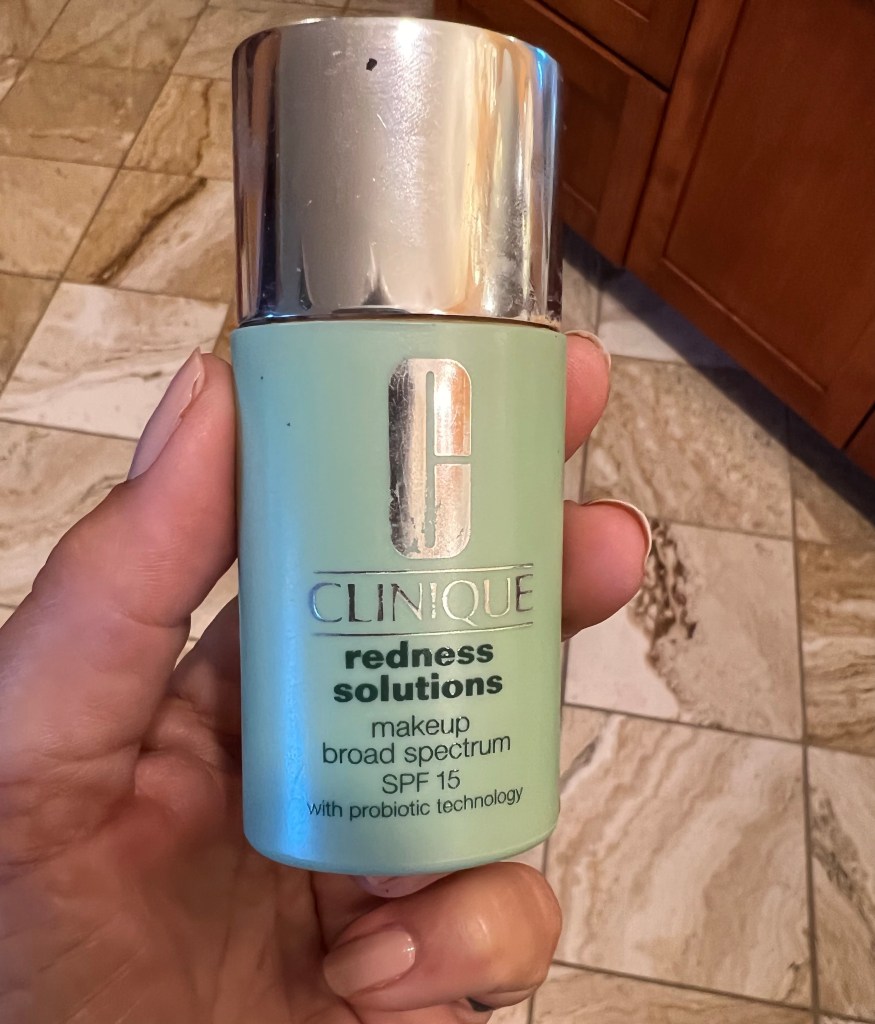 C
CLINIQUE
redness
solutions
makeup
broad spectrum
SPF 15
with probiotic technology